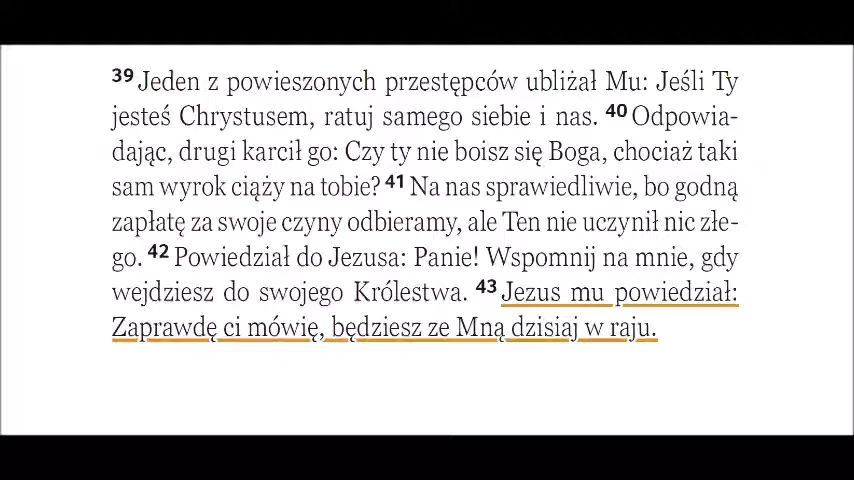 39 Jeden z powieszonych przestępców ubliżał Mu: Jeśli Ty
jesteś Chrystusem, ratuj samego siebie i nas. 40 Odpowia-
dając, drugi karcił go: Czy ty nie boisz się Boga, chociaż taki
sam wyrok ciąży na tobie? 41 Na nas sprawiedliwie, bo godną
zapłatę za swoje czyny odbieramy, ale Ten nie uczynił nic złe-
go. 42 Powiedział do Jezusa: Panie! Wspomnij na mnie, gdy
wejdziesz do swojego Królestwa. 43 Jezus mu powiedział:
Zaprawdę ci mówię, będziesz ze Mną dzisiaj w raju.